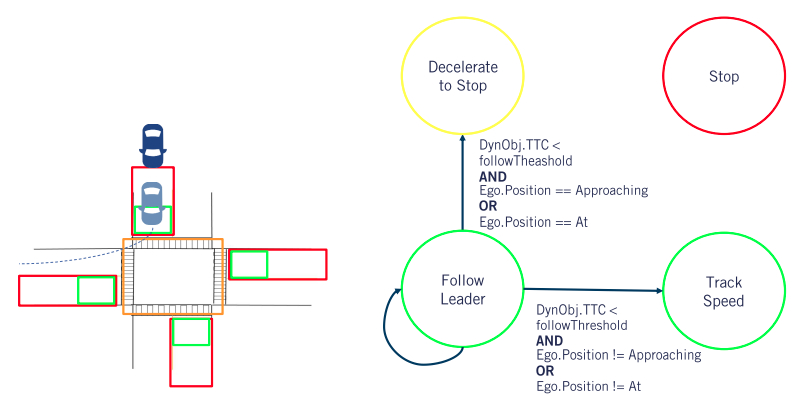 Decelerate
to Stop
Stop
DynObj.TTC <
followTheashold
AND
Ego.Position == Approaching
OR
Ego.Position == At
Follow
Leader
Track
Speed
DynObj.TTC <
followThreshold
AND
Ego.Position != Approaching
OR
Ego.Position != At